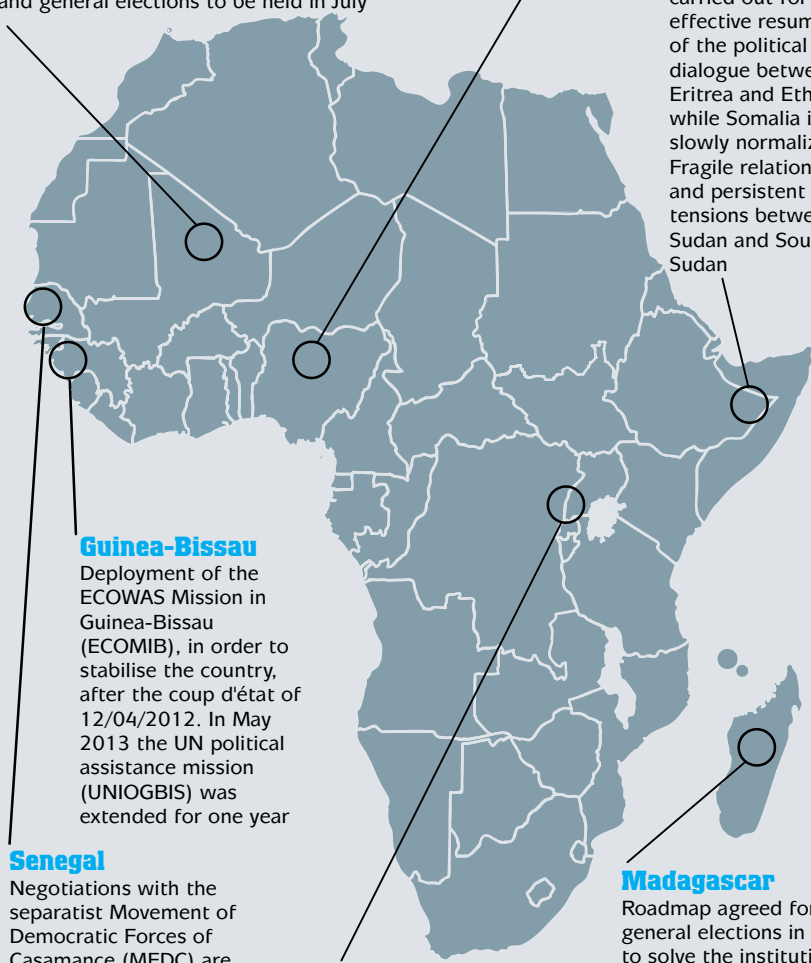 and general elections to be held in July
carried out for
effective resum
of the political
dialogue betwe
Eritrea and Eth
while Somalia i
slowly normaliz
Fragile relation
and persistent
tensions betwe
Sudan and Sou
Sudan
Guinea-Bissau
Deployment of the
ECOWAS Mission in
Guinea-Bissau
(ECOMIB), in order to
stabilise the country,
after the coup d'état of
12/04/2012. In May
2013 the UN political
assistance mission
(UNIOGBIS) was
extended for one year
Senegal
Negotiations with the
separatist Movement of
Democratic Forces of
Casamance (MFDC) are
Madagascar
Roadmap agreed for
general elections in
to solve the instituti